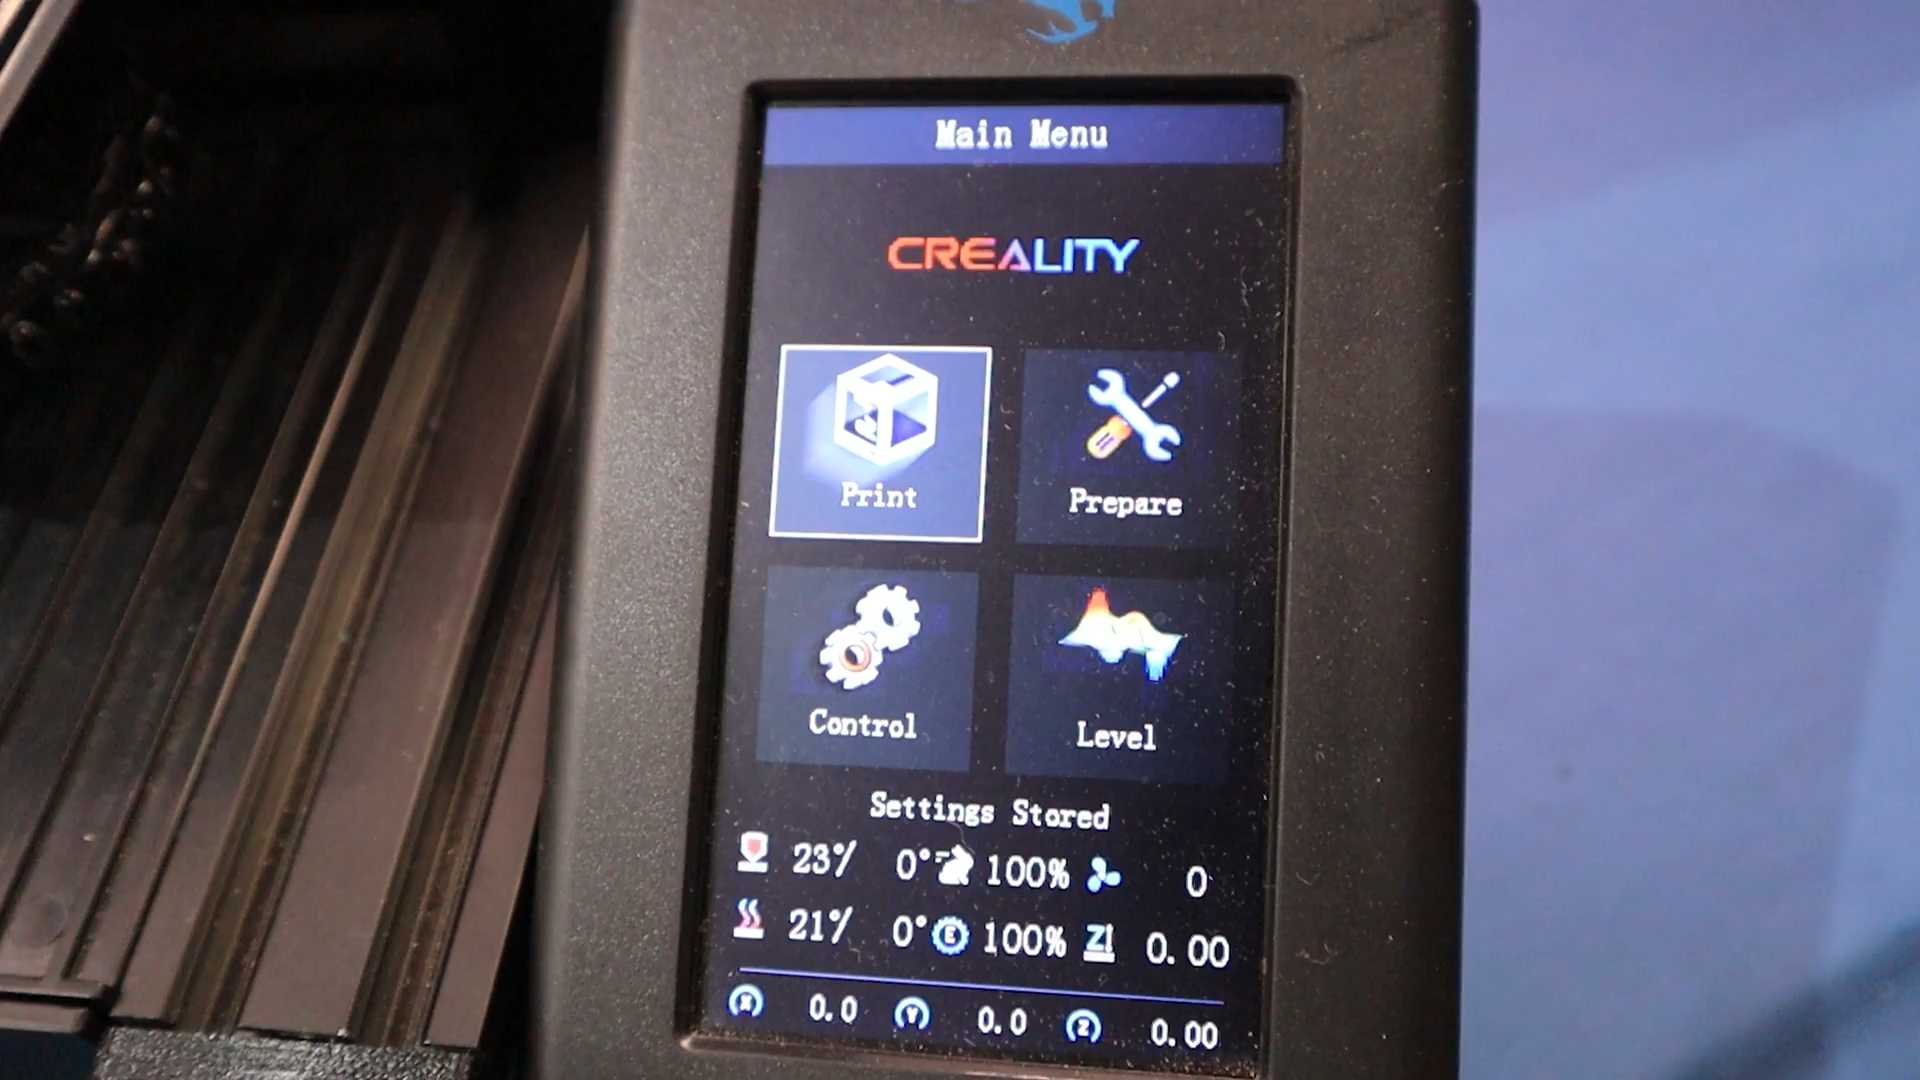 Main Menu
CREALITY
Print
Prepare
Control
Level
Settings Stored
23/ 0° 100% 0
21/ 0° E 100% Z 0.00
X 0.0 Y 0.0 Z 0.00